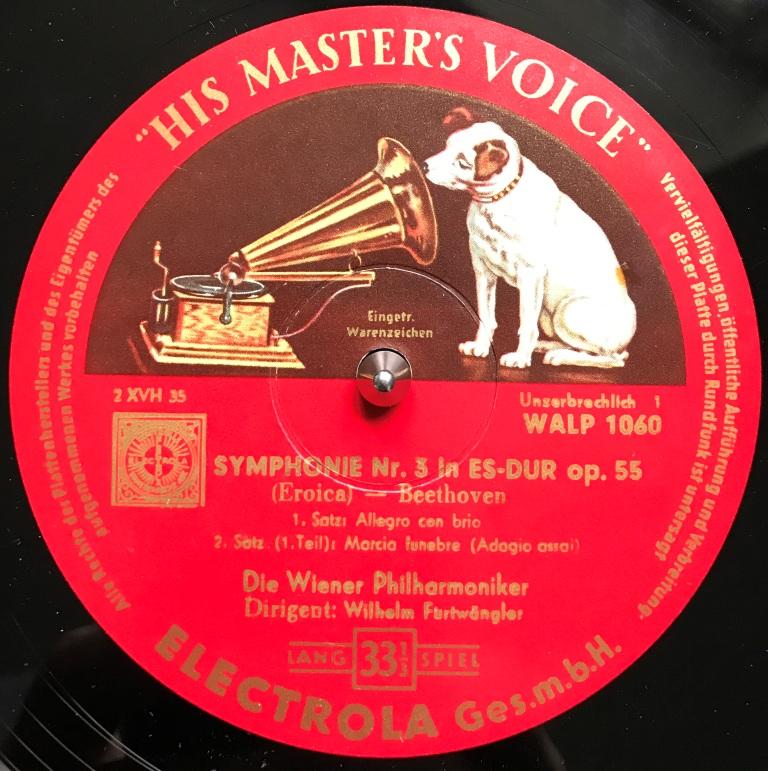 "HIS MASTER'S VOICE"
Eingetr.
Warenzeichen
2 XVH 35
Unzerbrechlich 1
WALP 1060
ELECTROLA
SYMPHONIE Nr. 3 in ES-DUR op. 55
(Eroica) — Beethoven
1. Satz: Allegro con brio
2. Satz (1. Teil): Marcia funebre (Adagio assai)
Die Wiener Philharmoniker
Dirigent: Wilhelm Furtwängler
LANG 33⅓ SPIEL
ELECTROLA Ges.m.b.H.
Alle Rechte der Plattenherstellers und des Eigentümers des
aufgenommenen Werkes vorbehalten
Vervielfältigungen, öffentliche Aufführung und Verbreitung
dieser Platte durch Rundfunk ist untersagt